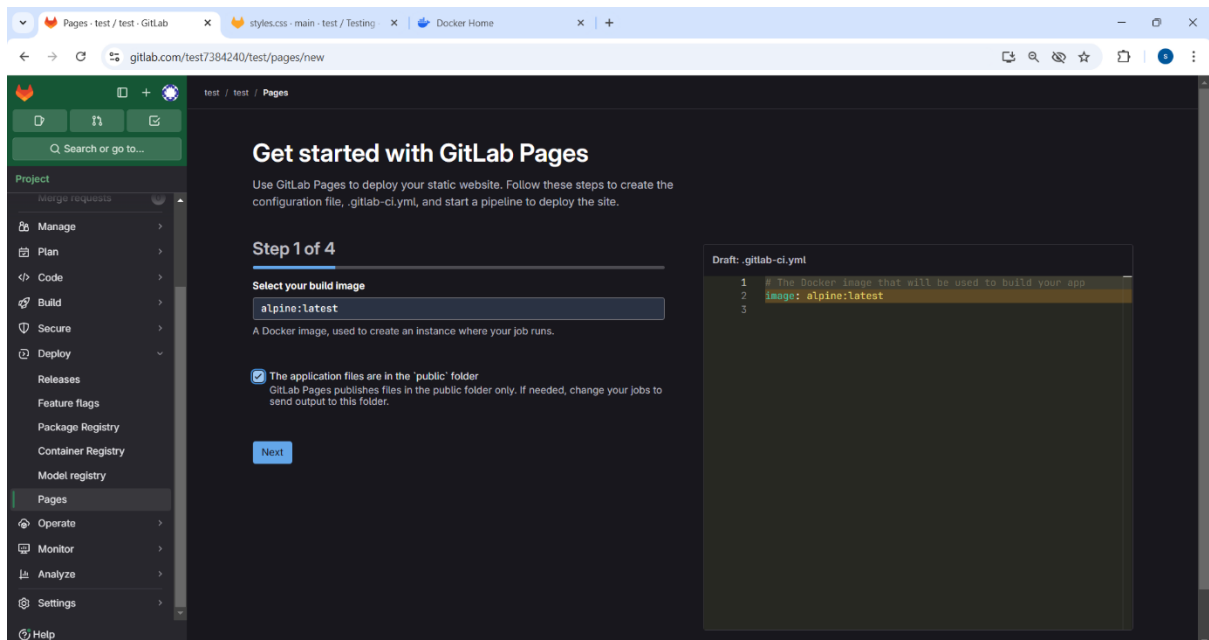 Pages · test / test · GitLab
styles.css · main · test / Testing
Docker Home
gitlab.com/test7384240/test/pages/new
S
test / test / Pages
Search or go to...
Project
Merge requests
Manage
Plan
Code
Build
Secure
Deploy
Releases
Feature flags
Package Registry
Container Registry
Model registry
Pages
Operate
Monitor
Analyze
Settings
Help
Get started with GitLab Pages
Use GitLab Pages to deploy your static website. Follow these steps to create the
configuration file, .gitlab-ci.yml, and start a pipeline to deploy the site.
Step 1 of 4
Select your build image
alpine:latest
A Docker image, used to create an instance where your job runs.
The application files are in the `public` folder
GitLab Pages publishes files in the public folder only. If needed, change your jobs to
send output to this folder.
Next
Draft: .gitlab-ci.yml
1 # The Docker image that will be used to build your app
2 image: alpine:latest
3